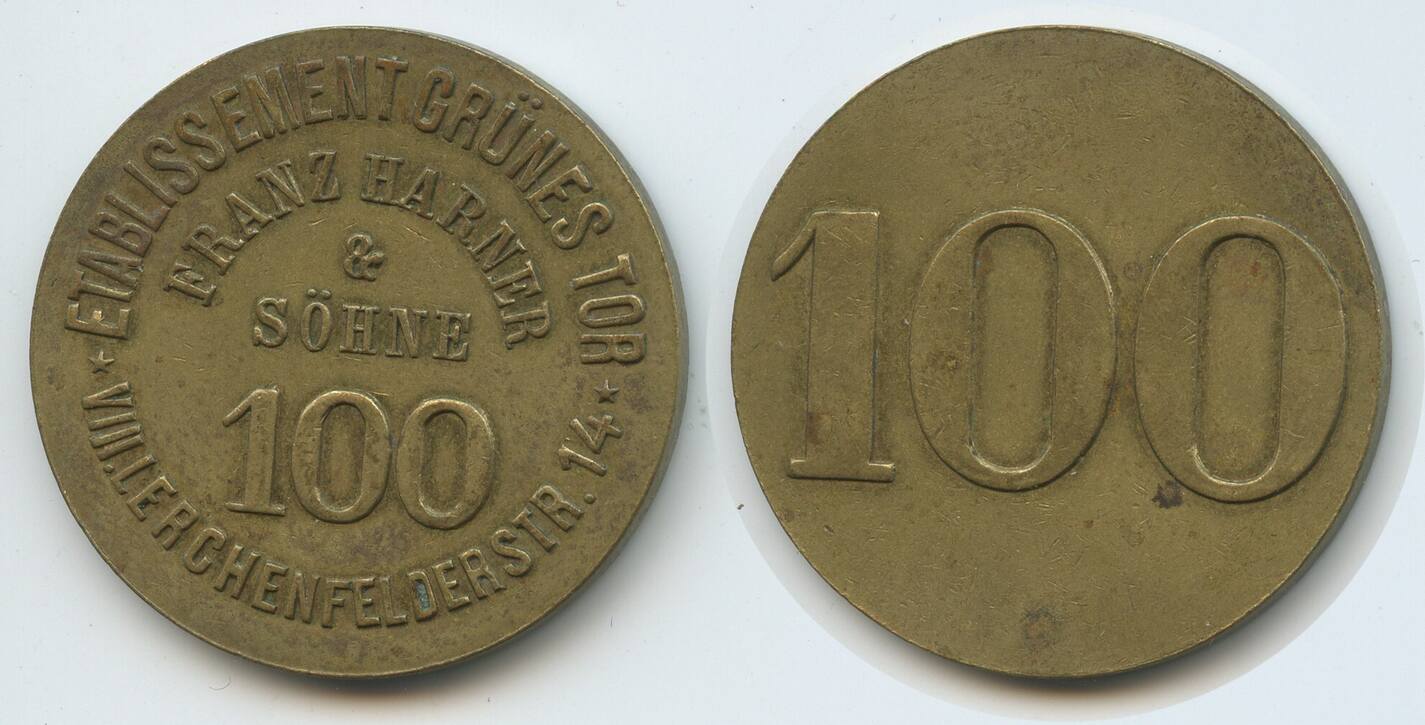 ETABLISSEMENT GRÜNES TOR
FRANZ HARNER
&
SÖHNE
100
* VIII. LERCHENFELDERSTR. 14 *
100